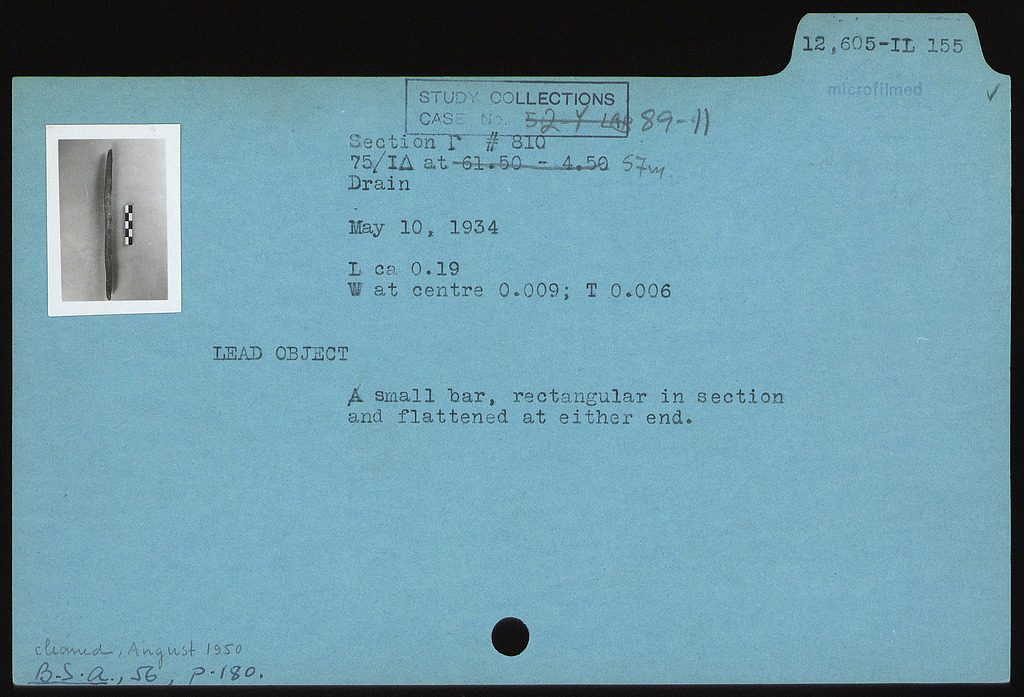 12,605-IL 155
microfilmed ✓
STUDY COLLECTIONS
CASE No. 89-11
Section Γ # 810
75/ΙΔ at 61.50 - 4.50 57m
Drain
May 10, 1934
L ca 0.19
W at centre 0.009; T 0.006
LEAD OBJECT
A small bar, rectangular in section
and flattened at either end.
cleaned, August 1950
B.S.A., 56, p.180.